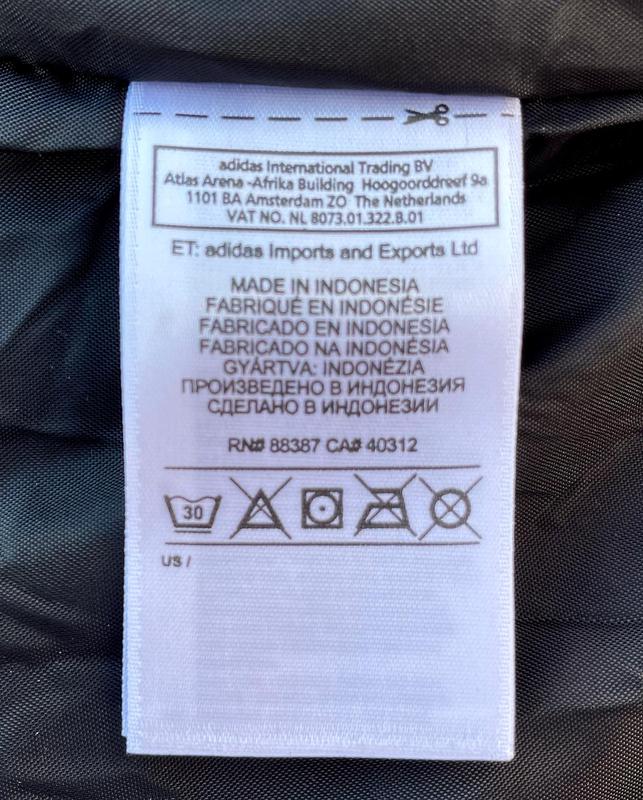 adidas International Trading BV
Atlas Arena -Afrika Building Hoogoorddreef 9a
1101 BA Amsterdam ZO The Netherlands
VAT NO. NL 8073.01.322.B.01
ET: adidas Imports and Exports Ltd
MADE IN INDONESIA
FABRIQUÉ EN INDONÉSIE
FABRICADO EN INDONESIA
FABRICADO NA INDONÉSIA
GYÁRTVA: INDONÉZIA
ПРОИЗВЕДЕНО В ИНДОНЕЗИЯ
СДЕЛАНО В ИНДОНЕЗИИ
RN# 88387 CA# 40312
30
US /